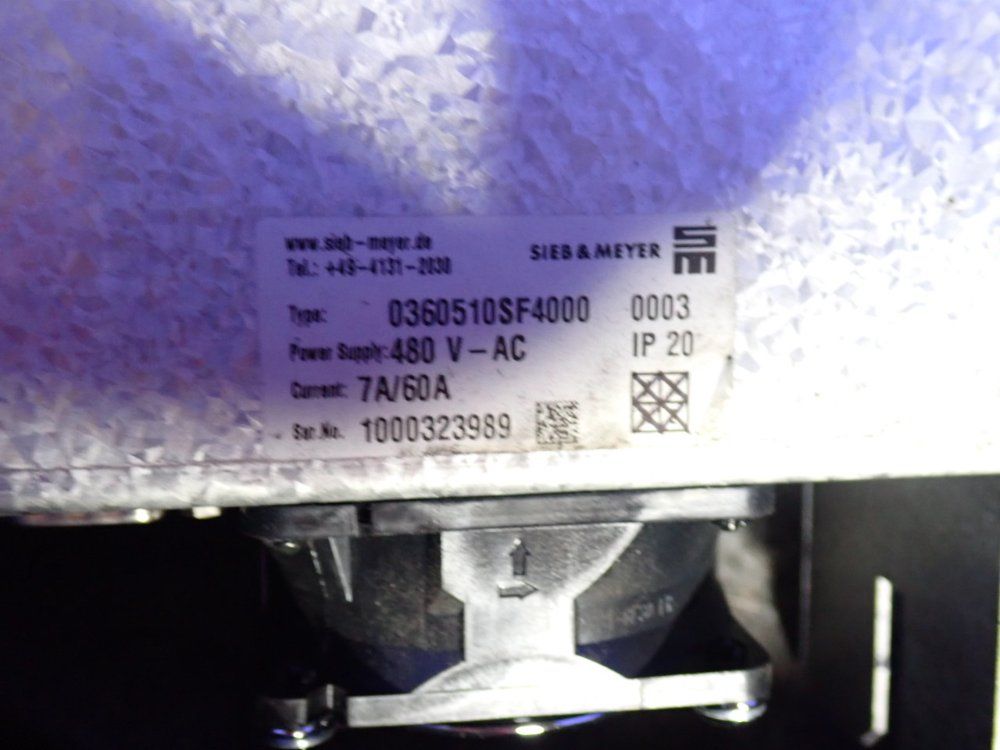 www.sieb-meyer.de
Tel.: +49-4131-2030
SIEB & MEYER
Type: 0360510SF4000 0003
Power Supply: 480 V-AC IP 20
Current: 7A/60A
Ser.No. 1000323989